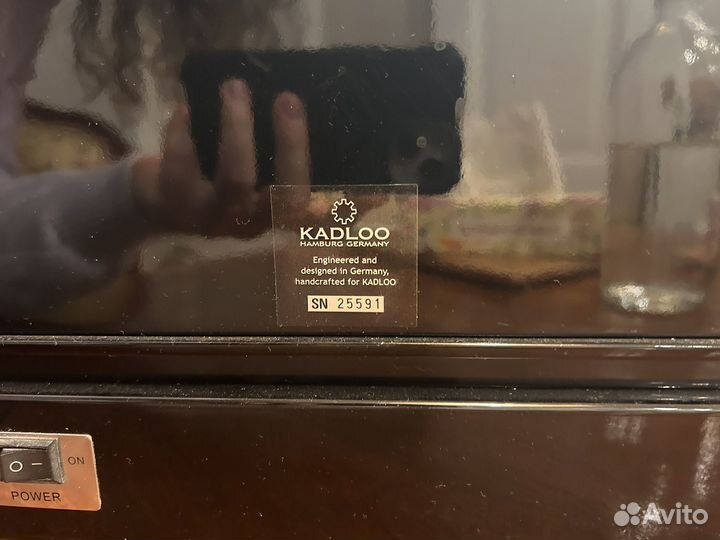 KADLOO
HAMBURG GERMANY
Engineered and
designed in Germany,
handcrafted for KADLOO
SN 25591
ON
POWER
Avito